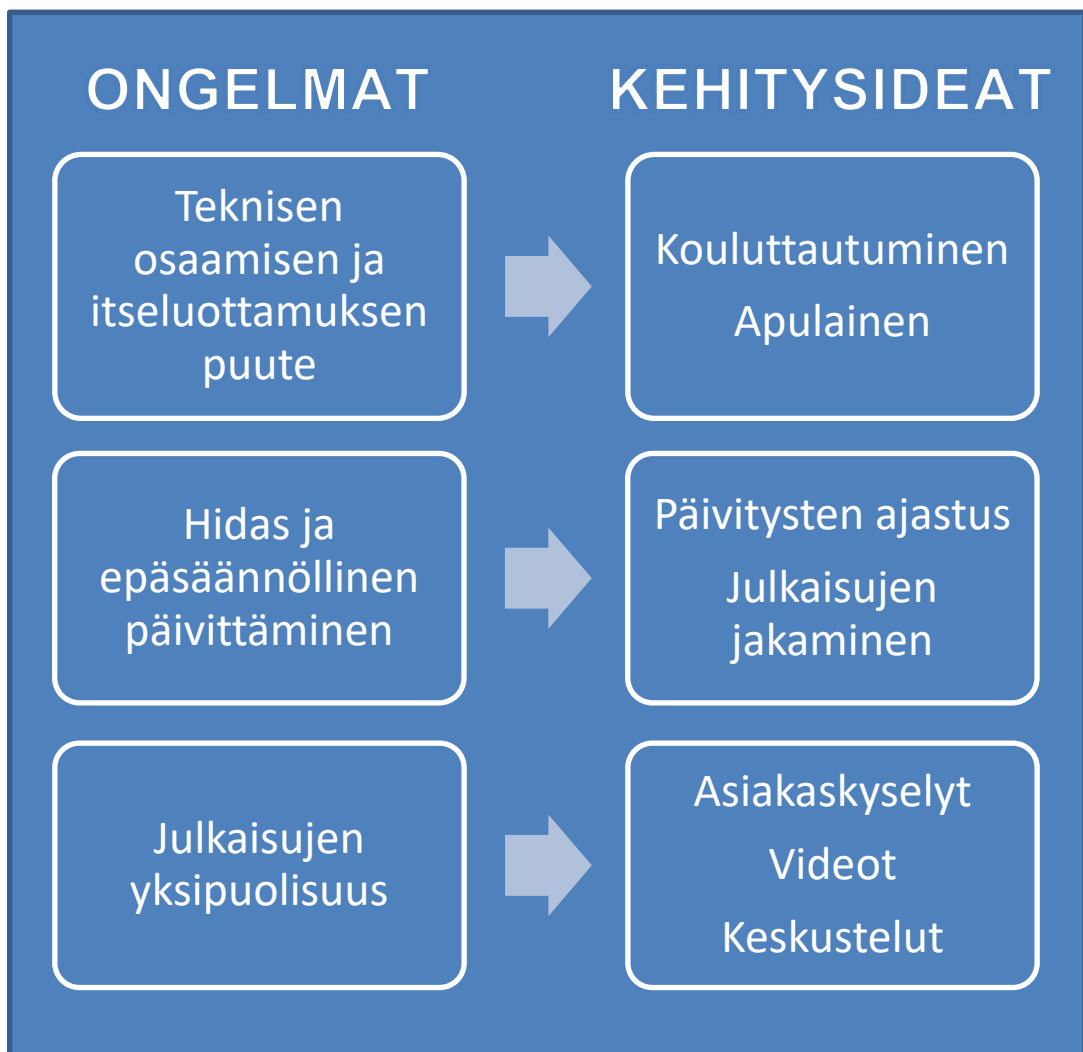 ONGELMAT
KEHITYSIDEAT
Teknisen
osaamisen ja
itseluottamuksen
puute
Kouluttautuminen
Apulainen
Hidas ja
epäsäännöllinen
päivittäminen
Päivitysten ajastus
Julkaisujen
jakaminen
Julkaisujen
yksipuolisuus
Asiakaskyselyt
Videot
Keskustelut